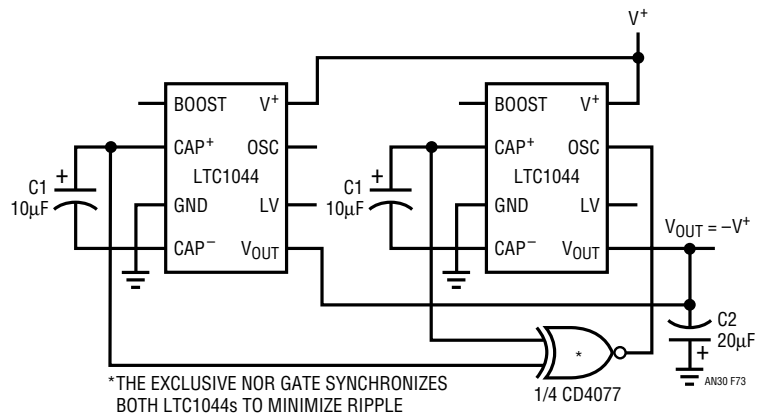 V+
BOOST V+
CAP+ OSC
LTC1044
GND LV
CAP− VOUT
+
C1
10µF
BOOST V+
CAP+ OSC
LTC1044
GND LV
CAP− VOUT
+
C1
10µF
VOUT = −V+
C2
20µF
+
*
1/4 CD4077
AN30 F73
*THE EXCLUSIVE NOR GATE SYNCHRONIZES
BOTH LTC1044s TO MINIMIZE RIPPLE